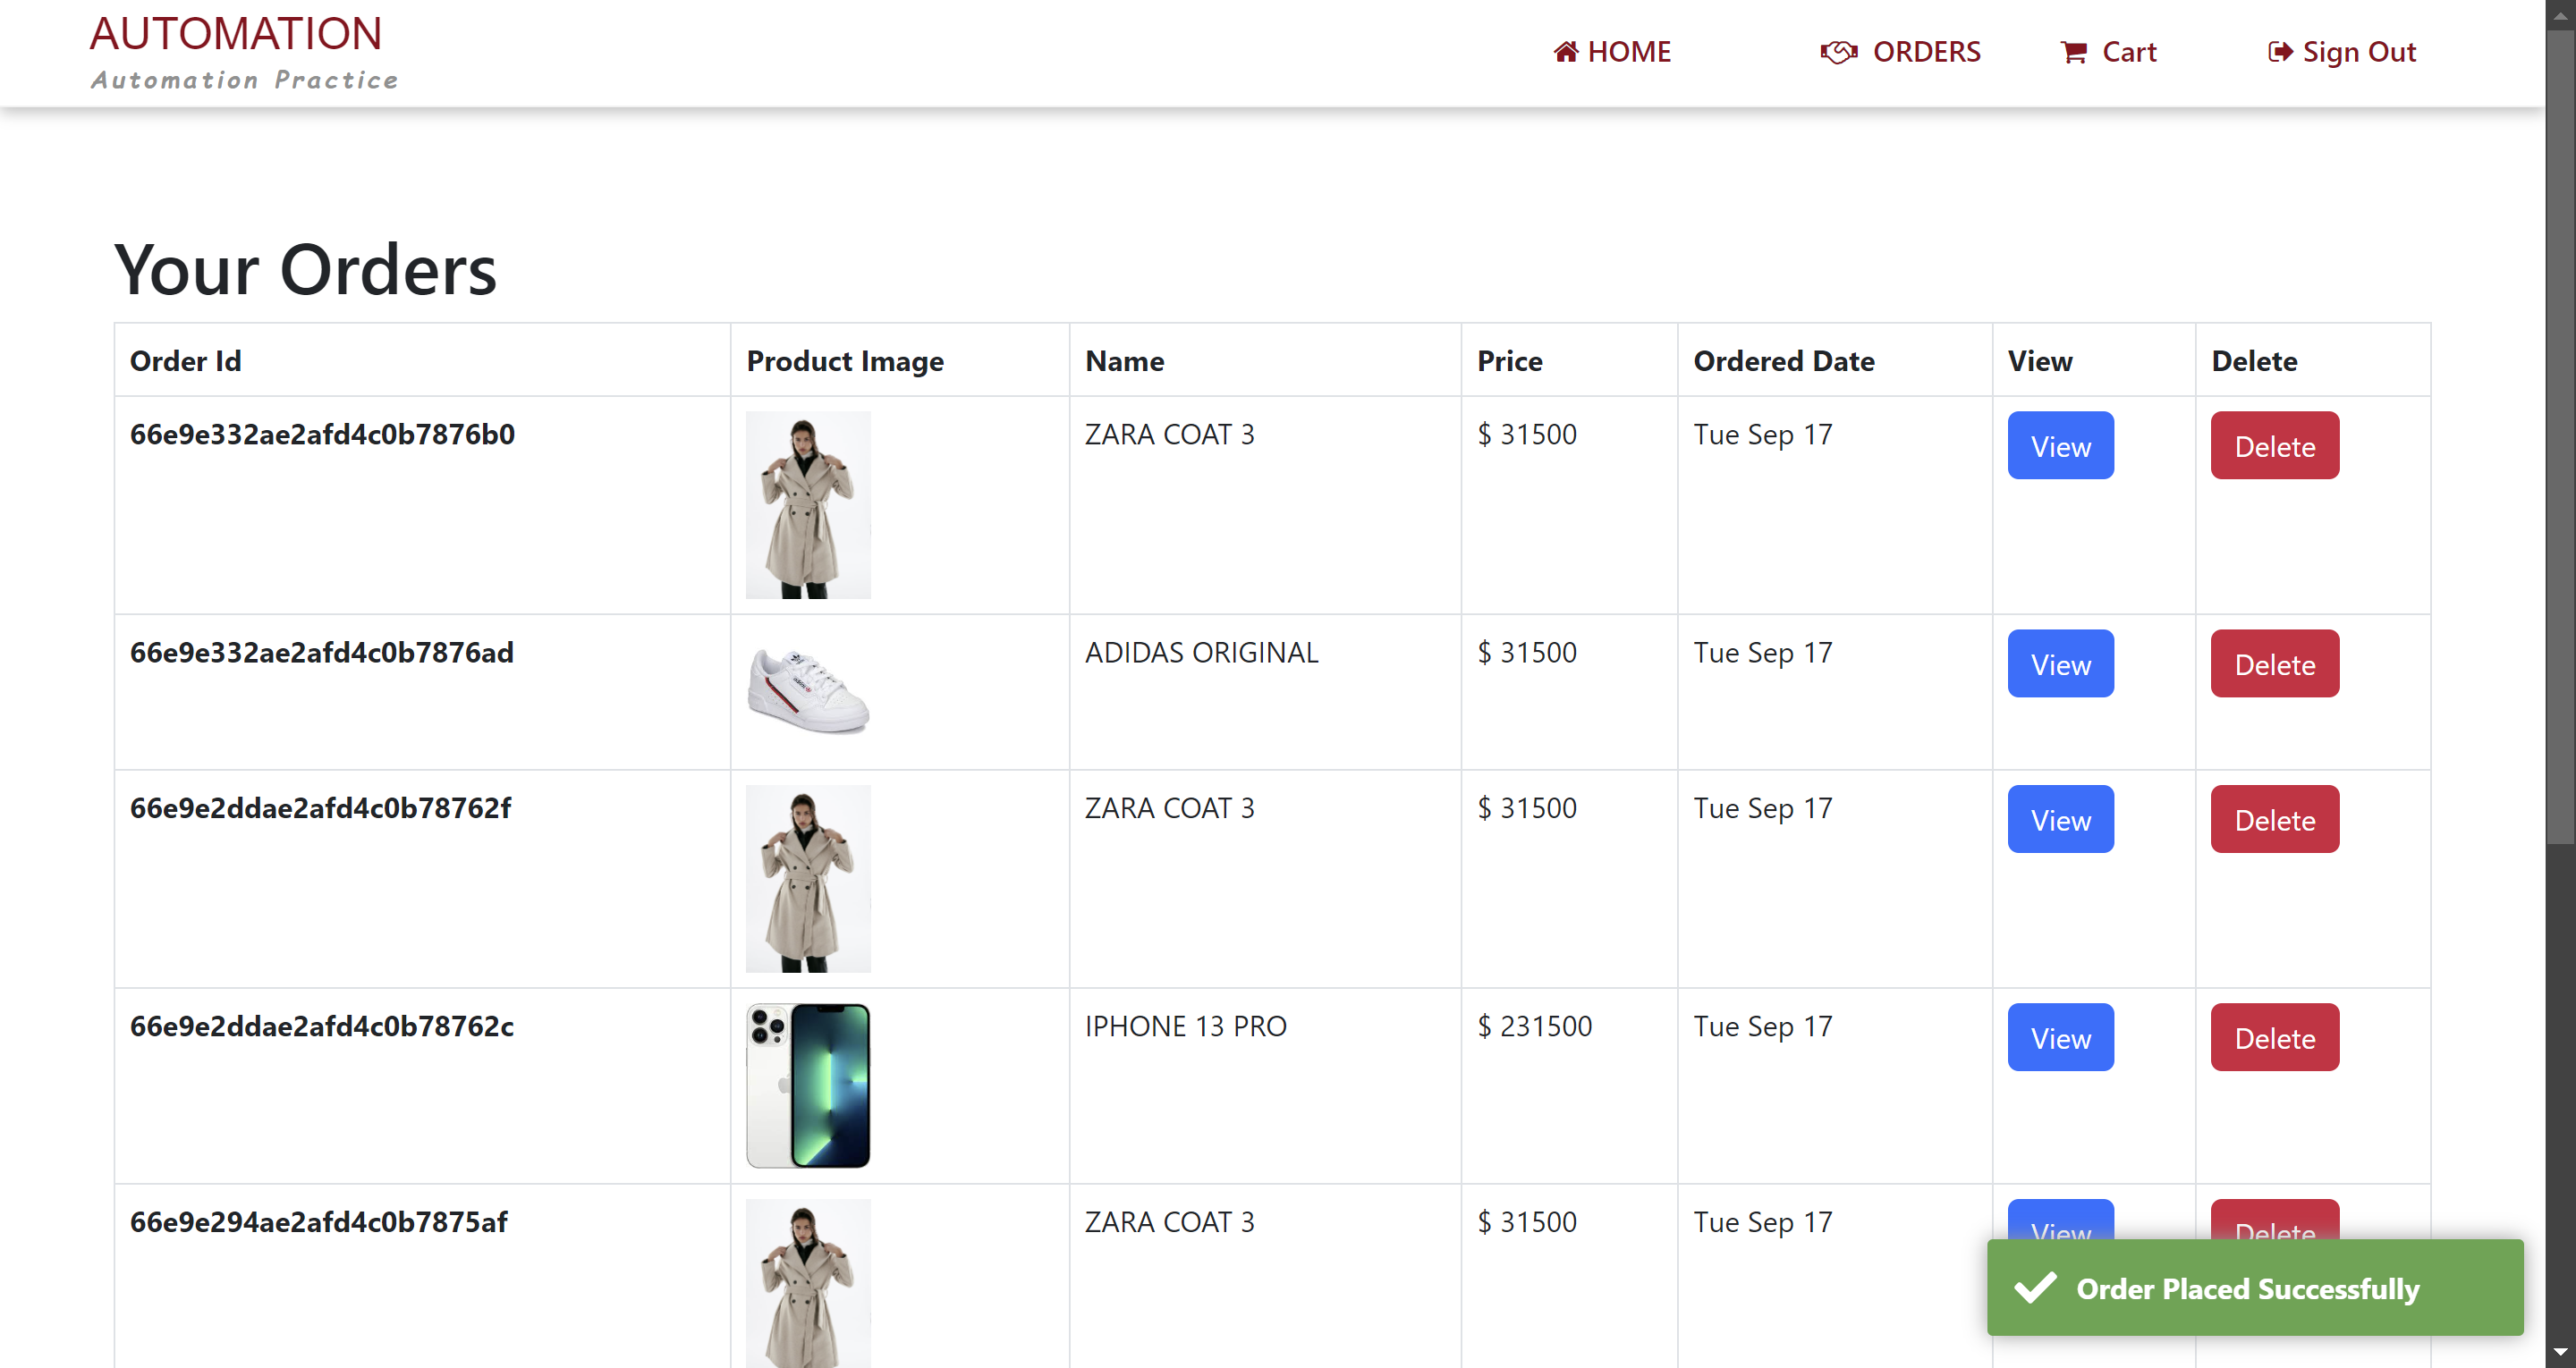 AUTOMATION
Automation Practice
HOME
ORDERS
Cart
Sign Out
Your Orders
Order Id Product Image Name Price Ordered Date View Delete
66e9e332ae2afd4c0b7876b0 ZARA COAT 3 $ 31500 Tue Sep 17 View Delete
66e9e332ae2afd4c0b7876ad ADIDAS ORIGINAL $ 31500 Tue Sep 17 View Delete
66e9e2ddae2afd4c0b78762f ZARA COAT 3 $ 31500 Tue Sep 17 View Delete
66e9e2ddae2afd4c0b78762c IPHONE 13 PRO $ 231500 Tue Sep 17 View Delete
66e9e294ae2afd4c0b7875af ZARA COAT 3 $ 31500 Tue Sep 17 View Delete
Order Placed Successfully